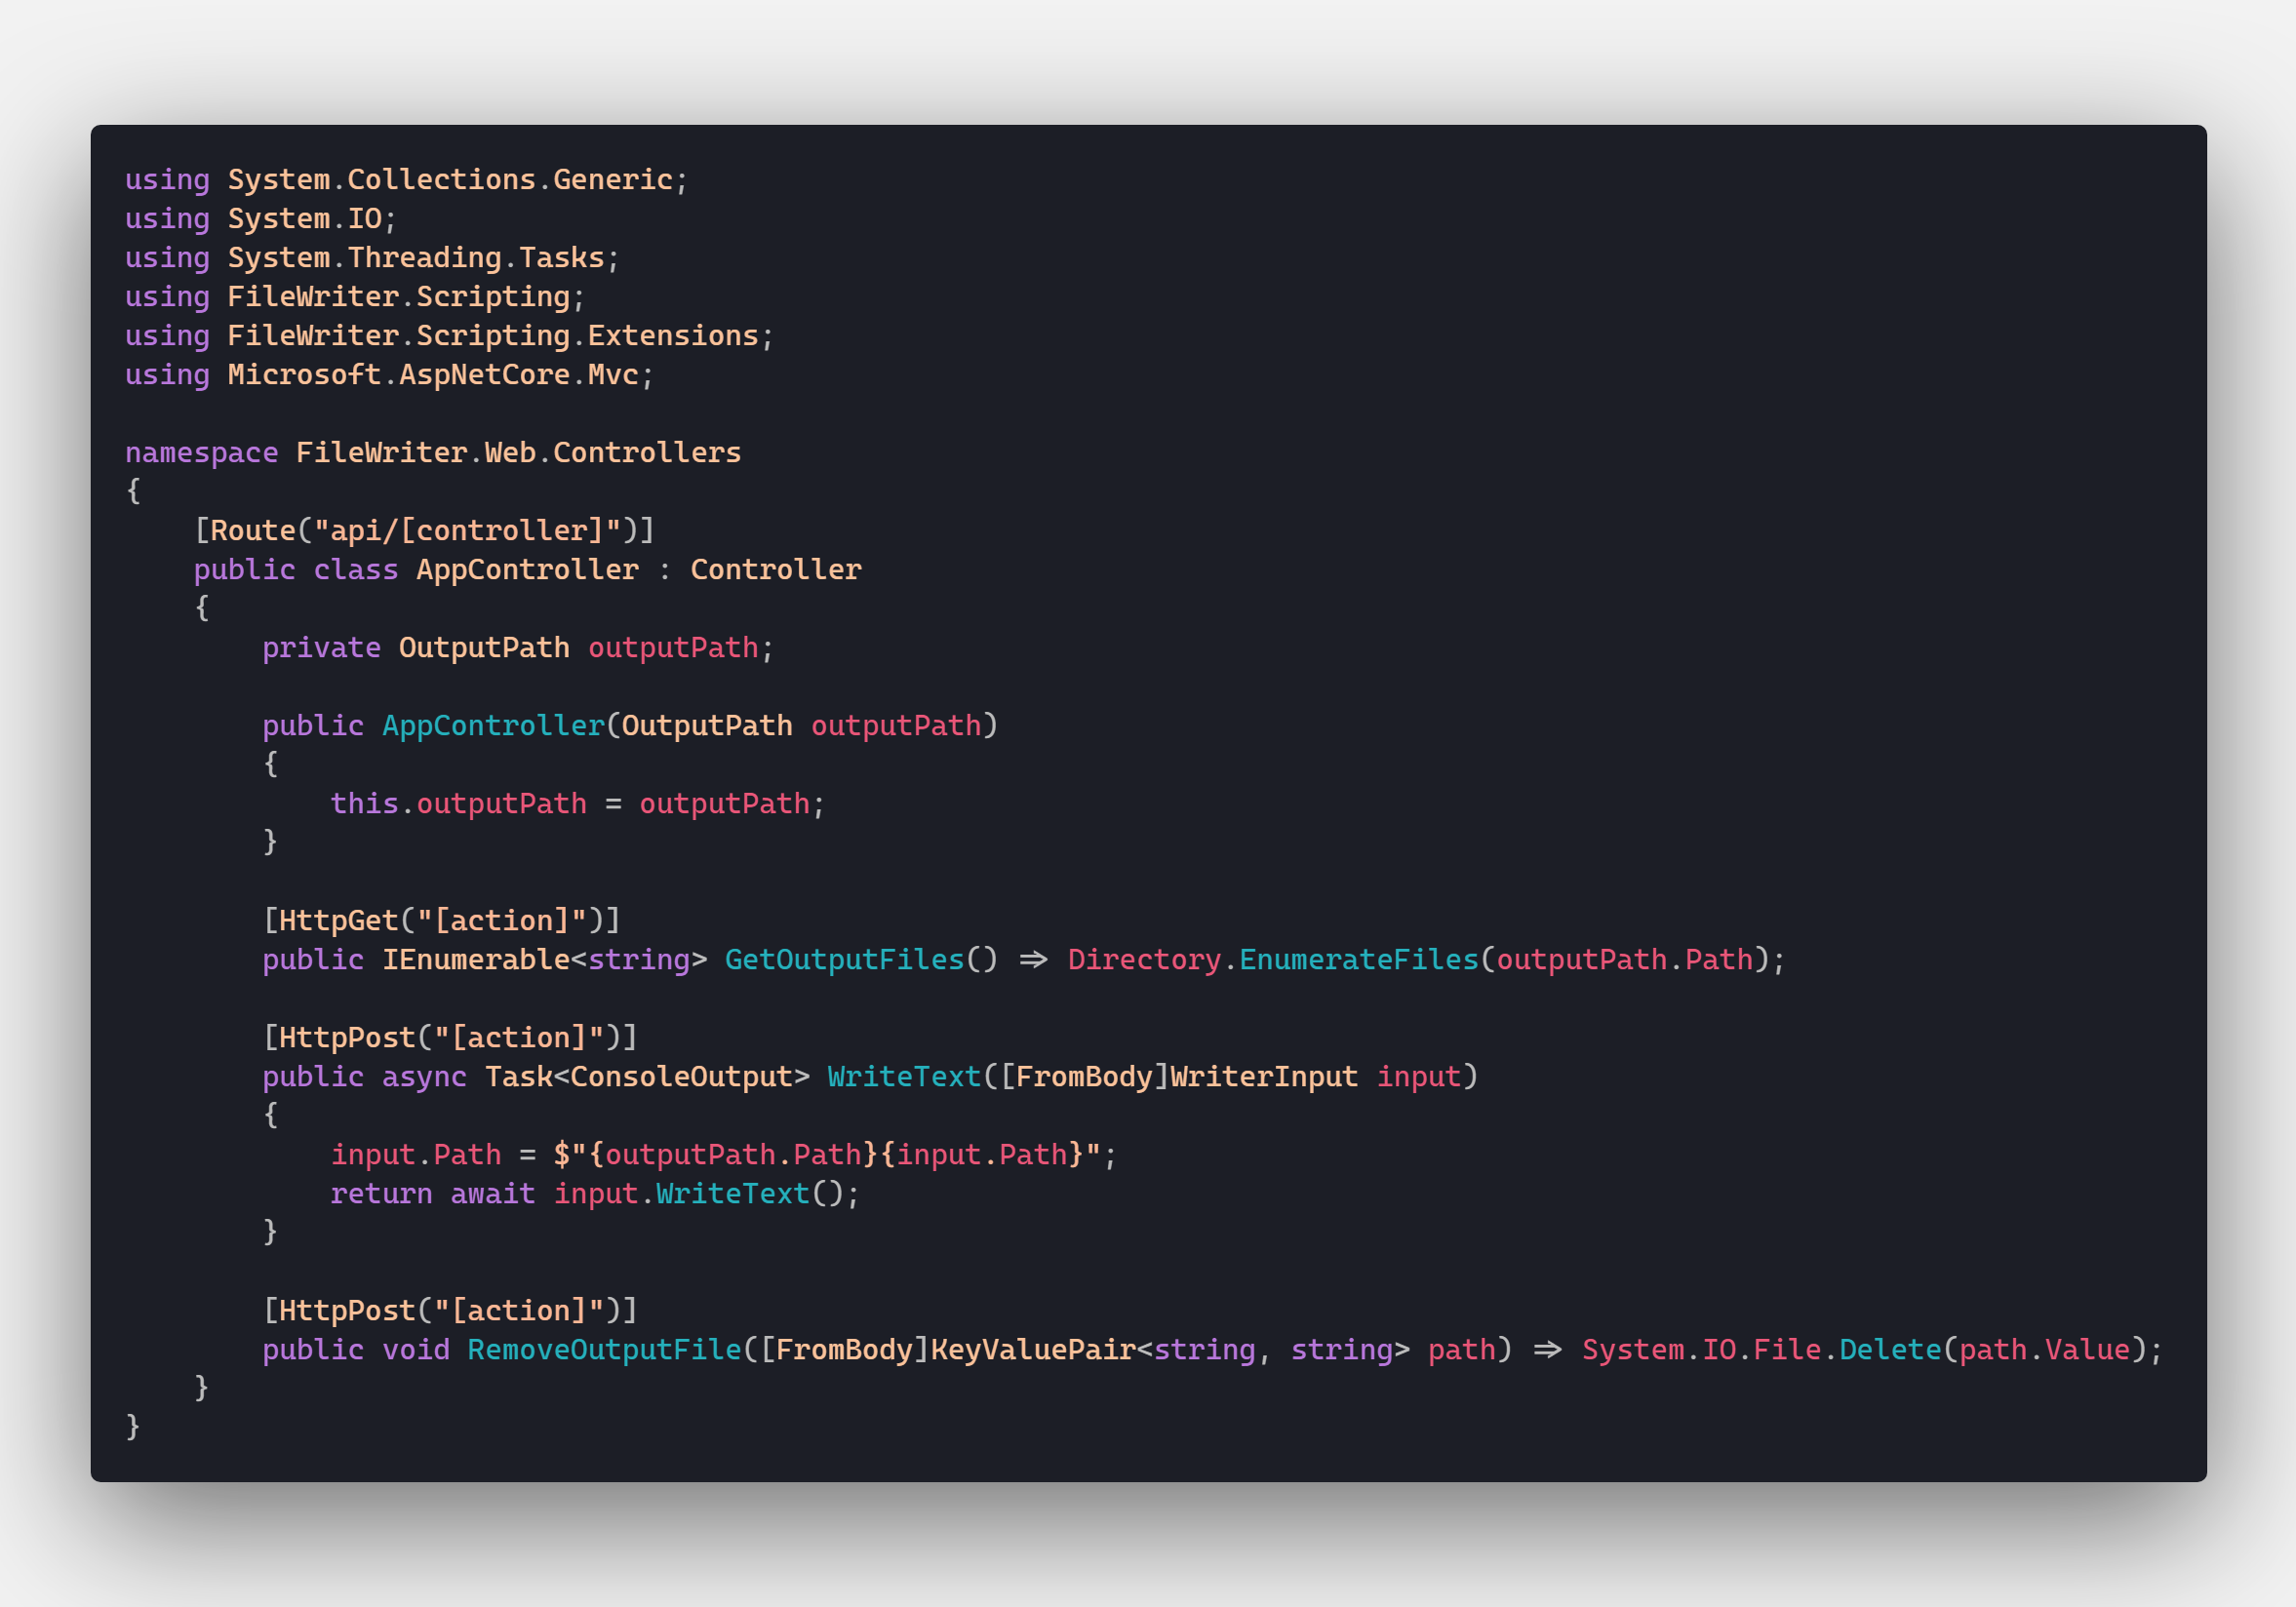 using System.Collections.Generic;
using System.IO;
using System.Threading.Tasks;
using FileWriter.Scripting;
using FileWriter.Scripting.Extensions;
using Microsoft.AspNetCore.Mvc;

namespace FileWriter.Web.Controllers
{
    [Route("api/[controller]")]
    public class AppController : Controller
    {
        private OutputPath outputPath;

        public AppController(OutputPath outputPath)
        {
            this.outputPath = outputPath;
        }

        [HttpGet("[action]")]
        public IEnumerable<string> GetOutputFiles() => Directory.EnumerateFiles(outputPath.Path);

        [HttpPost("[action]")]
        public async Task<ConsoleOutput> WriteText([FromBody]WriterInput input)
        {
            input.Path = $"{outputPath.Path}{input.Path}";
            return await input.WriteText();
        }

        [HttpPost("[action]")]
        public void RemoveOutputFile([FromBody]KeyValuePair<string, string> path) => System.IO.File.Delete(path.Value);
    }
}